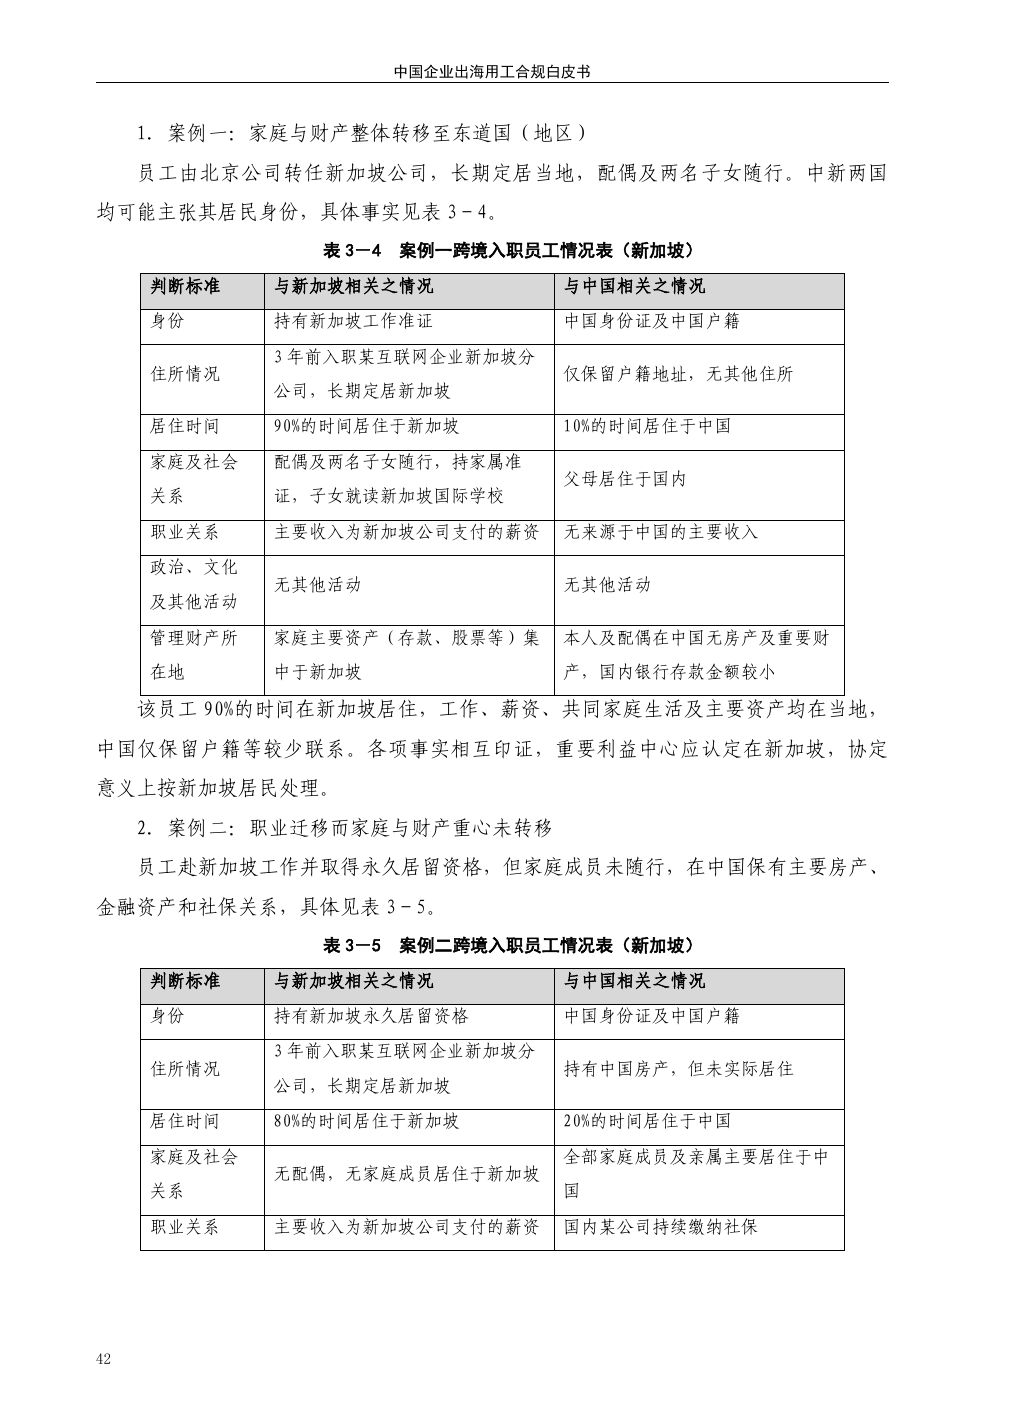 中国企业出海用工合规白皮书
1. 案例一：家庭与财产整体转移至东道国（地区）
员工由北京公司转任新加坡公司，长期定居当地，配偶及两名子女随行。中新两国
均可能主张其居民身份，具体事实见表 3-4。
表 3—4 案例一跨境入职员工情况表（新加坡）
判断标准 与新加坡相关之情况 与中国相关之情况
身份 持有新加坡工作准证 中国身份证及中国户籍
住所情况 3 年前入职某互联网企业新加坡分
公司，长期定居新加坡 仅保留户籍地址，无其他住所
居住时间 90%的时间居住于新加坡 10%的时间居住于中国
家庭及社会
关系 配偶及两名子女随行，持家属准
证，子女就读新加坡国际学校 父母居住于国内
职业关系 主要收入为新加坡公司支付的薪资 无来源于中国的主要收入
政治、文化
及其他活动 无其他活动 无其他活动
管理财产所
在地 家庭主要资产（存款、股票等）集
中于新加坡 本人及配偶在中国无房产及重要财
产，国内银行存款金额较小
该员工 90%的时间在新加坡居住，工作、薪资、共同家庭生活及主要资产均在当地，
中国仅保留户籍等较少联系。各项事实相互印证，重要利益中心应认定在新加坡，协定
意义上按新加坡居民处理。
2. 案例二：职业迁移而家庭与财产重心未转移
员工赴新加坡工作并取得永久居留资格，但家庭成员未随行，在中国保有主要房产、
金融资产和社保关系，具体见表 3-5。
表 3—5 案例二跨境入职员工情况表（新加坡）
判断标准 与新加坡相关之情况 与中国相关之情况
身份 持有新加坡永久居留资格 中国身份证及中国户籍
住所情况 3 年前入职某互联网企业新加坡分
公司，长期定居新加坡 持有中国房产，但未实际居住
居住时间 80%的时间居住于新加坡 20%的时间居住于中国
家庭及社会
关系 无配偶，无家庭成员居住于新加坡 全部家庭成员及亲属主要居住于中
国
职业关系 主要收入为新加坡公司支付的薪资 国内某公司持续缴纳社保
42